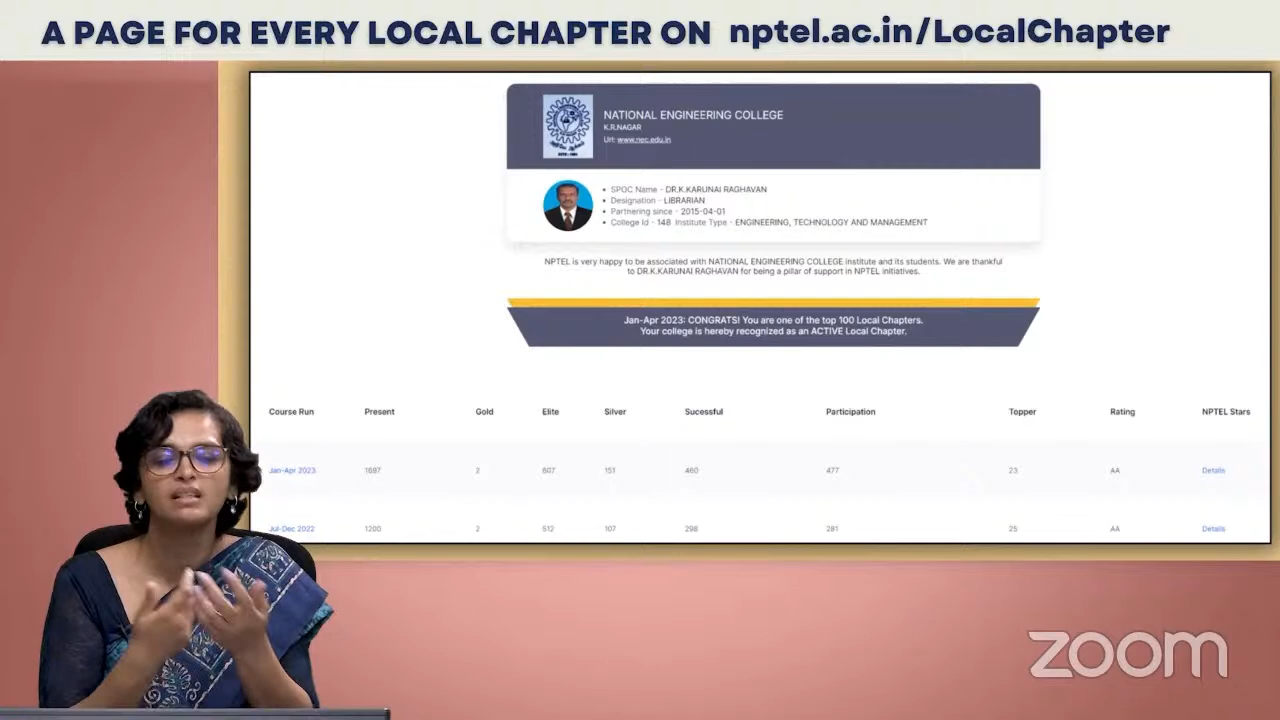 A PAGE FOR EVERY LOCAL CHAPTER ON nptel.ac.in/LocalChapter
NATIONAL ENGINEERING COLLEGE
K.R.NAGAR
Url: www.nec.edu.in
SPOC Name - DR.K.KARUNAI RAGHAVAN
Designation - LIBRARIAN
Partnering since - 2015-04-01
College Id - 148 Institute Type - ENGINEERING, TECHNOLOGY AND MANAGEMENT
NPTEL is very happy to be associated with NATIONAL ENGINEERING COLLEGE institute and its students. We are thankful
to DR.K.KARUNAI RAGHAVAN for being a pillar of support in NPTEL initiatives.
Jan-Apr 2023: CONGRATS! You are one of the top 100 Local Chapters.
Your college is hereby recognized as an ACTIVE Local Chapter.
Course Run Present Gold Elite Silver Sucessful Participation Topper Rating NPTEL Stars
Jan-Apr 2023 1697 2 607 151 460 477 23 AA Details
Jul-Dec 2022 1200 2 512 107 298 281 25 AA Details
zoom